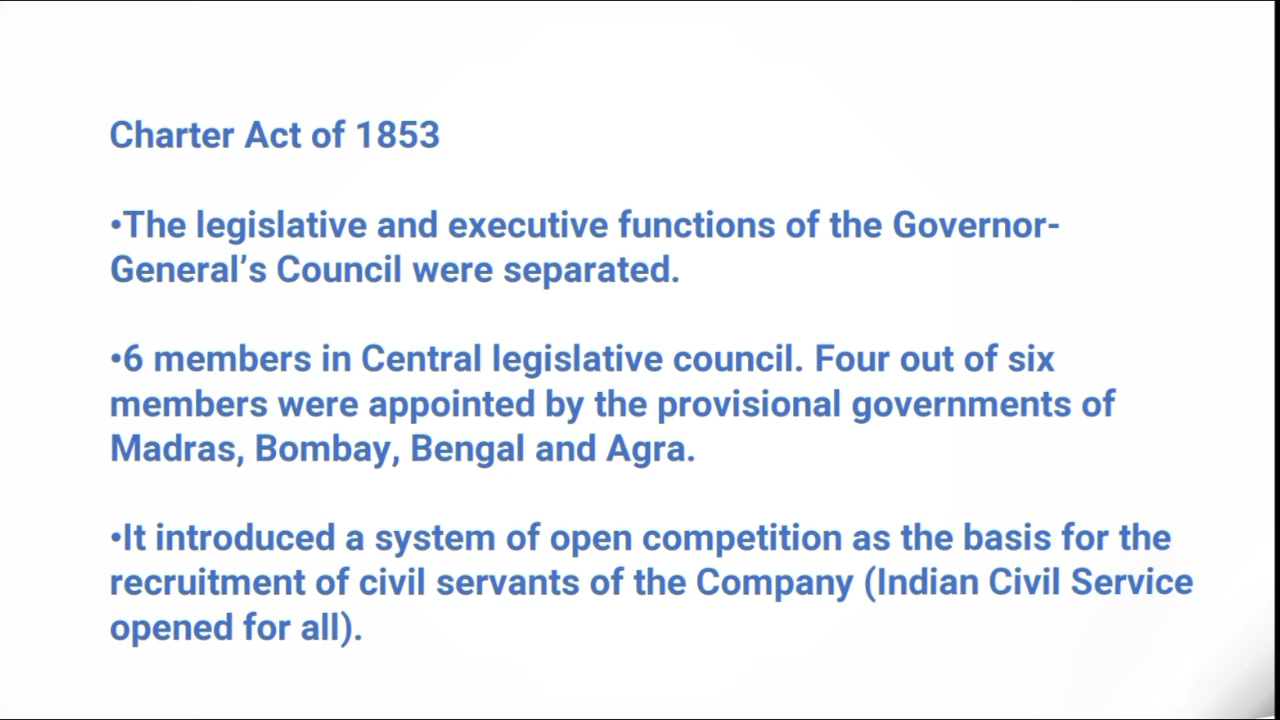 Charter Act of 1853
•The legislative and executive functions of the Governor-
General’s Council were separated.
•6 members in Central legislative council. Four out of six
members were appointed by the provisional governments of
Madras, Bombay, Bengal and Agra.
•It introduced a system of open competition as the basis for the
recruitment of civil servants of the Company (Indian Civil Service
opened for all).